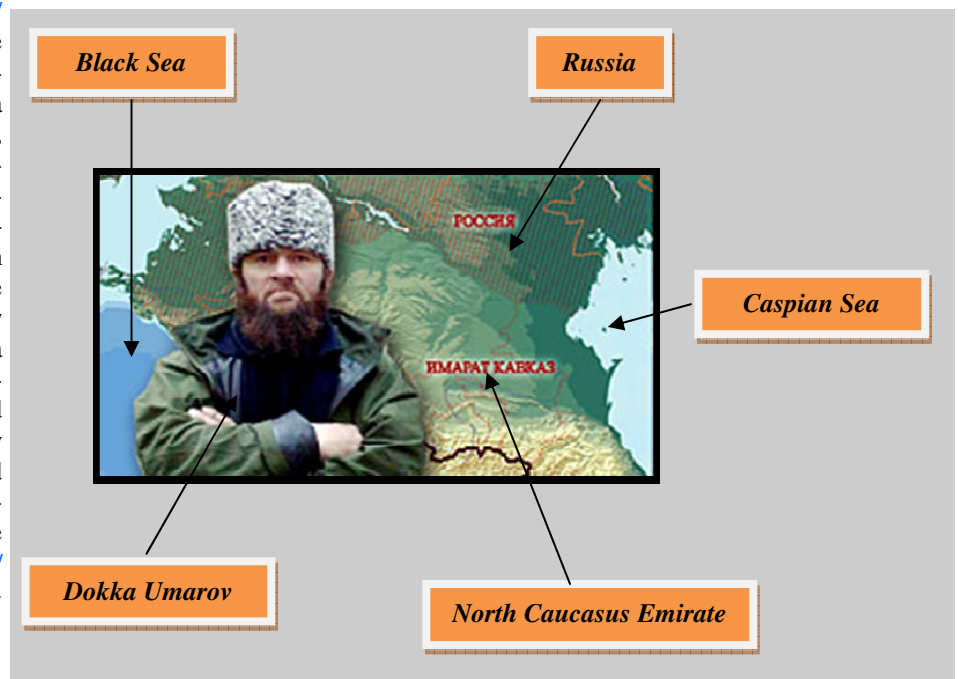 Black Sea
Russia
РОССИЯ
Caspian Sea
ИМАРАТ КАВКАЗ
Dokka Umarov
North Caucasus Emirate